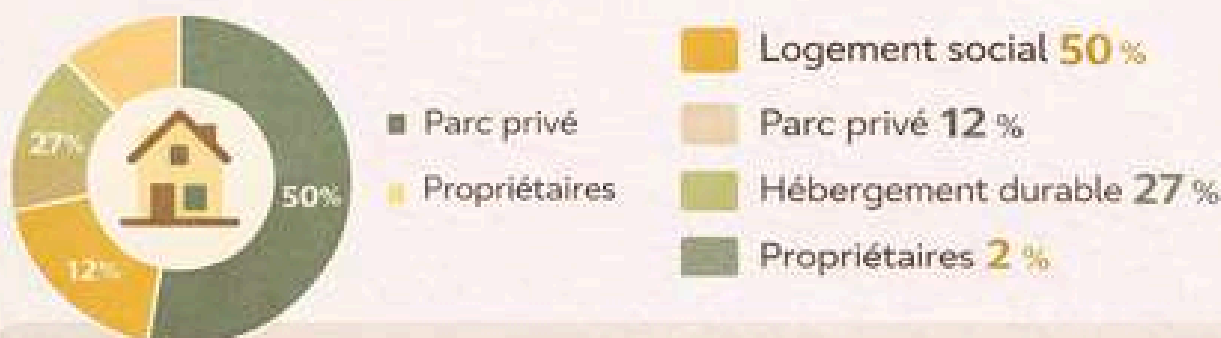 27%
50%
12%
Parc privé
Propriétaires
Logement social 50 %
Parc privé 12 %
Hébergement durable 27 %
Propriétaires 2 %